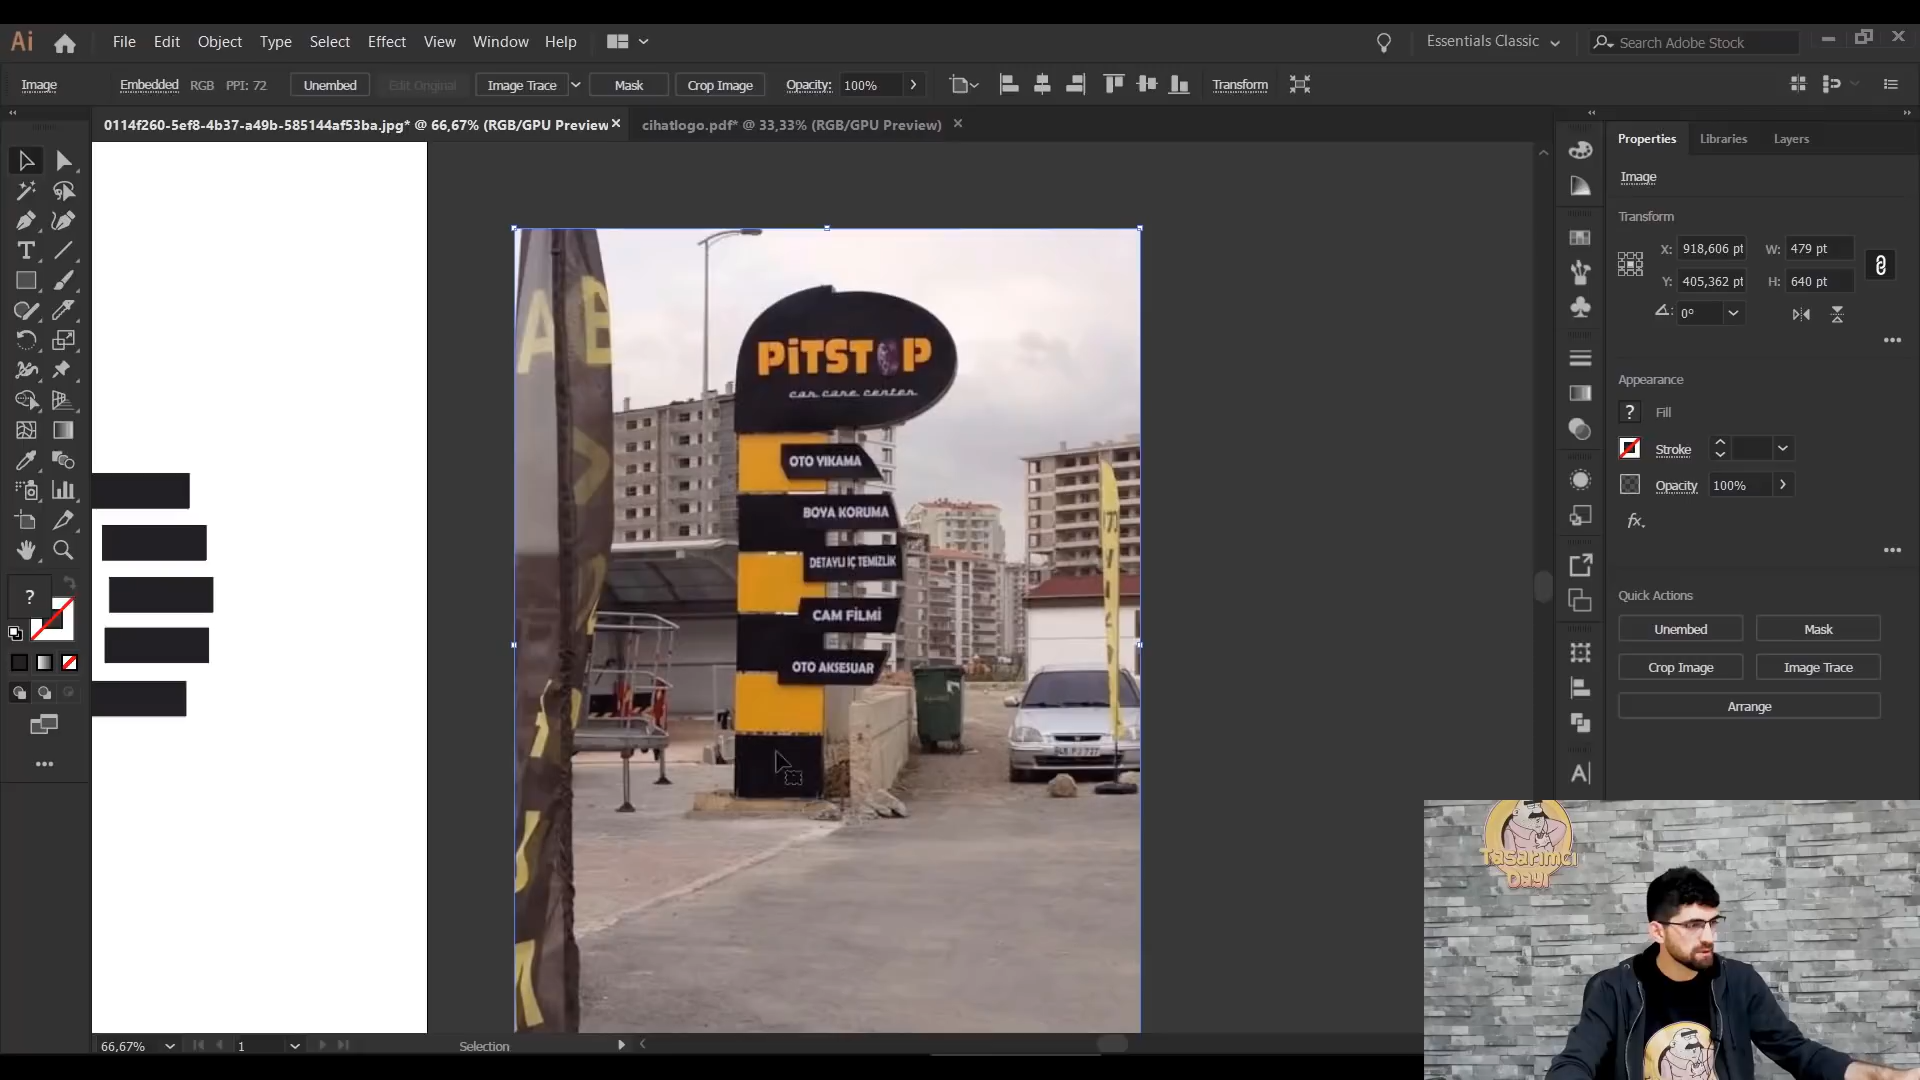 Ai File Edit Object Type Select Effect View Window Help Essentials Classic Search Adobe Stock
Image Embedded RGB PPI: 72 Unembed Edit Original Image Trace Mask Crop Image Opacity: 100% Transform
0114f260-5ef8-4b37-a49b-585144af53ba.jpg* @ 66,67% (RGB/GPU Preview × cihatlogo.pdf* @ 33,33% (RGB/GPU Preview) ×
Properties Libraries Layers
Image
Transform
X: 918,606 pt W: 479 pt
Y: 405,362 pt H: 640 pt
0°
Appearance
? Fill
Stroke
Opacity 100%
fx.
Quick Actions
Unembed Mask
Crop Image Image Trace
Arrange
?
AB
PiTSTOP
car care center
OTO YIKAMA
BOYA KORUMA
DETAYLI İÇ TEMİZLİK
CAM FİLMİ
OTO AKSESUAR
Tasarımcı
Dayı
66,67% 1 Selection